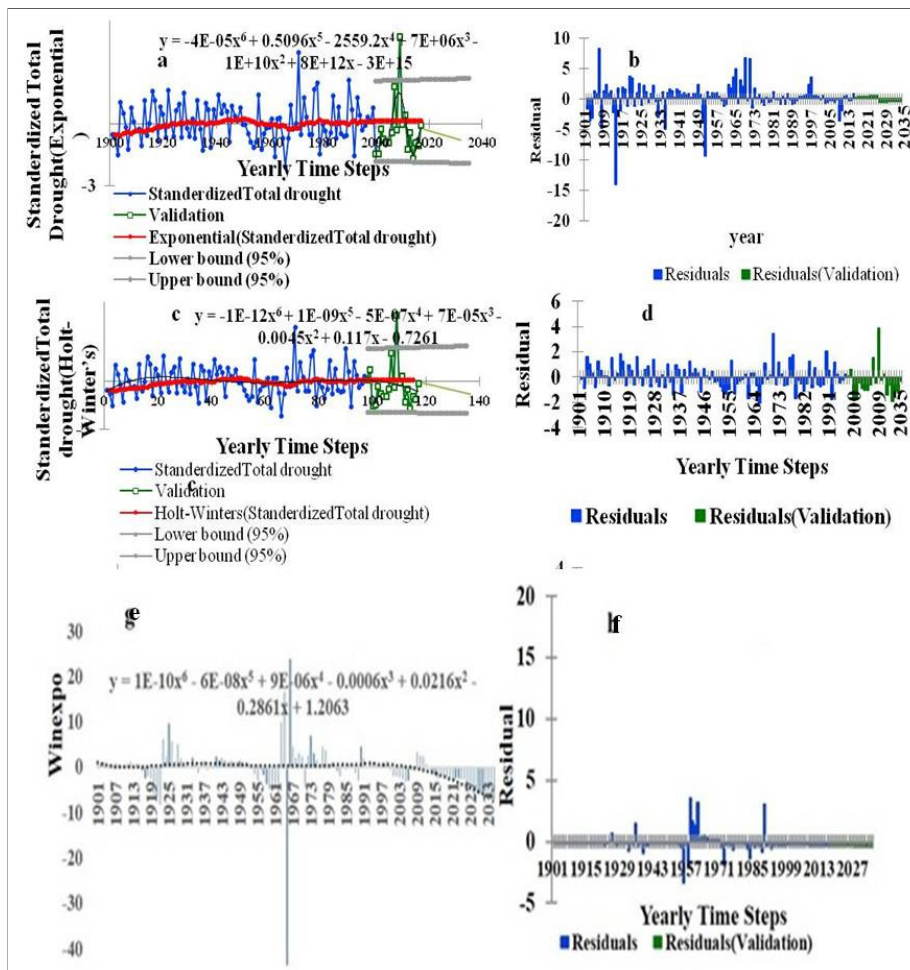 y = -4E-05x6 + 0.5096x5 - 2559.2x4 + 7E+06x3 -
1E+10x2 + 8E+12x - 3E+15
a
Standerdized Total
Drought(Exponential
1900 1920 1940 1960 1980 2000 2020 2040
Yearly Time Steps
-3
StanderdizedTotal drought
Validation
Exponential(StanderdizedTotal drought)
Lower bound (95%)
Upper bound (95%)
b
Residual
10
5
0
-5
-10
-15
-20
1901 1909 1917 1925 1933 1941 1949 1957 1965 1973 1981 1989 1997 2005 2013 2021 2029 2035
year
Residuals
Residuals(Validation)
c
y = -1E-12x6 + 1E-09x5 - 5E-07x4 + 7E-05x3 -
0.0045x2 + 0.117x - 0.7261
StanderdizedTotal
drought(Holt-
Winter's)
0 20 40 60 80 100 120 140
Yearly Time Steps
StanderdizedTotal drought
c
Validation
Holt-Winters(StanderdizedTotal drought)
Lower bound (95%)
Upper bound (95%)
d
Residual
6
4
2
0
-2
-4
1901 1910 1919 1928 1937 1946 1955 1964 1973 1982 1991 2000 2009 2035
Yearly Time Steps
Residuals
Residuals(Validation)
e
Winexpo
30
20
10
0
-10
-20
-30
-40
y = 1E-10x6 - 6E-08x5 + 9E-06x4 - 0.0006x3 + 0.0216x2 -
0.2861x + 1.2063
1901 1907 1913 1919 1925 1931 1937 1943 1949 1955 1961 1967 1973 1979 1985 1991 1997 2003 2009 2015 2021
f
Residual
20
15
10
5
0
-5
1901 1915 1929 1943 1957 1971 1985 1999 2013 2027
Yearly Time Steps
Residuals
Residuals(Validation)